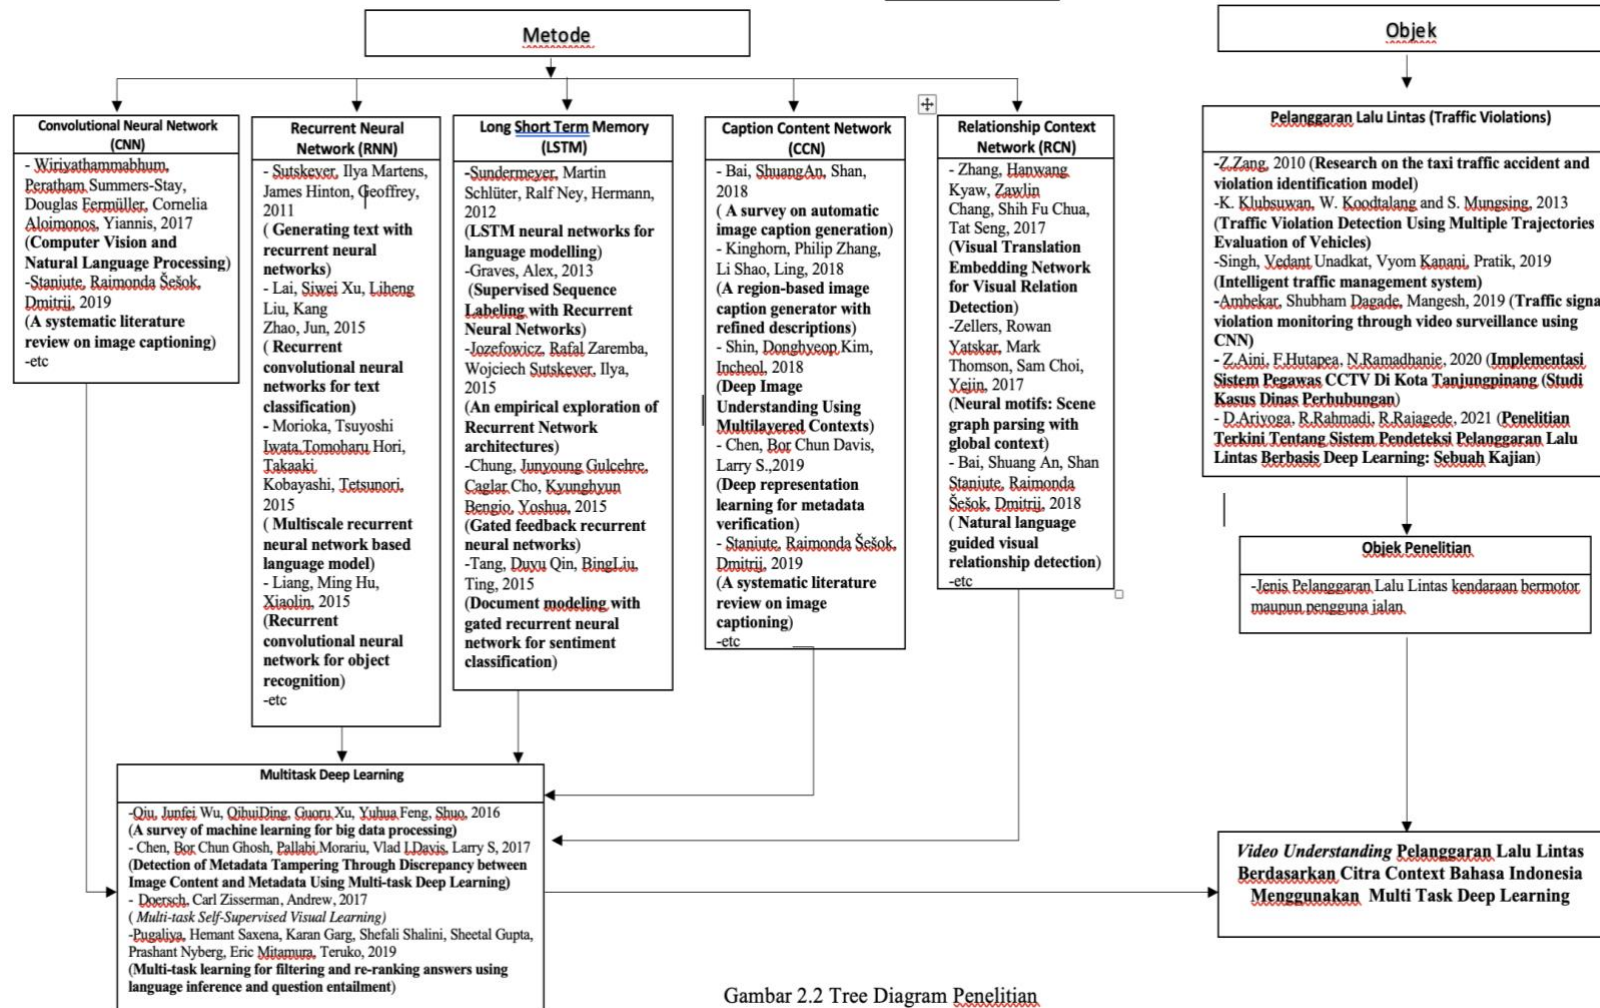 Metode
Objek
Convolutional Neural Network
(CNN)
- Wiriyathammabhum,
Peratham Summers-Stay,
Douglas Fermüller, Cornelia
Aloimonos, Yiannis, 2017
(Computer Vision and
Natural Language Processing)
-Staniute, Raimonda Šešok,
Dmitrij, 2019
(A systematic literature
review on image captioning)
-etc
Recurrent Neural
Network (RNN)
- Sutskever, Ilya Martens,
James Hinton, Geoffrey,
2011
( Generating text with
recurrent neural
networks)
- Lai, Siwei Xu, Liheng
Liu, Kang
Zhao, Jun, 2015
( Recurrent
convolutional neural
networks for text
classification)
- Morioka, Tsuyoshi
Iwata,Tomoharu Hori,
Takaaki
Kobayashi, Tetsunori,
2015
( Multiscale recurrent
neural network based
language model)
- Liang, Ming Hu,
Xiaolin, 2015
(Recurrent
convolutional neural
network for object
recognition)
-etc
Long Short Term Memory
(LSTM)
-Sundermeyer, Martin
Schlüter, Ralf Ney, Hermann,
2012
(LSTM neural networks for
language modelling)
-Graves, Alex, 2013
(Supervised Sequence
Labeling with Recurrent
Neural Networks)
-Jozefowicz, Rafal Zaremba,
Wojciech Sutskever, Ilya,
2015
(An empirical exploration of
Recurrent Network
architectures)
-Chung, Junyoung Gulcehre,
Caglar Cho, Kyunghyun
Bengio, Yoshua, 2015
(Gated feedback recurrent
neural networks)
-Tang, Duyu Qin, BingLiu,
Ting, 2015
(Document modeling with
gated recurrent neural
network for sentiment
classification)
Caption Content Network
(CCN)
- Bai, ShuangAn, Shan,
2018
( A survey on automatic
image caption generation)
- Kinghorn, Philip Zhang,
Li Shao, Ling, 2018
(A region-based image
caption generator with
refined descriptions)
- Shin, Donghyeop Kim,
Incheol, 2018
(Deep Image
Understanding Using
Multilayered Contexts)
- Chen, Bor Chun Davis,
Larry S.,2019
(Deep representation
learning for metadata
verification)
- Staniute, Raimonda Šešok,
Dmitrij, 2019
(A systematic literature
review on image
captioning)
-etc
Relationship Context
Network (RCN)
- Zhang, Hanwang
Kyaw, Zawlin
Chang, Shih Fu Chua,
Tat Seng, 2017
(Visual Translation
Embedding Network
for Visual Relation
Detection)
-Zellers, Rowan
Yatskar, Mark
Thomson, Sam Choi,
Yejin, 2017
(Neural motifs: Scene
graph parsing with
global context)
- Bai, Shuang An, Shan
Staniute, Raimonda
Šešok, Dmitrij, 2018
( Natural language
guided visual
relationship detection)
-etc
Pelanggaran Lalu Lintas (Traffic Violations)
-Z.Zang, 2010 (Research on the taxi traffic accident and
violation identification model)
-K. Klubsuwan, W. Koodtalang and S. Mungsing, 2013
(Traffic Violation Detection Using Multiple Trajectories
Evaluation of Vehicles)
-Singh, Vedant Unadkat, Vyom Kanani, Pratik, 2019
(Intelligent traffic management system)
-Ambekar, Shubham Dagade, Mangesh, 2019 (Traffic signa
violation monitoring through video surveillance using
CNN)
- Z.Aini, F.Hutapea, N.Ramadhanie, 2020 (Implementasi
Sistem Pegawas CCTV Di Kota Tanjungpinang (Studi
Kasus Dinas Perhubungan)
- D.Ariyoga, R.Rahmadi, R.Rajagede, 2021 (Penelitian
Terkini Tentang Sistem Pendeteksi Pelanggaran Lalu
Lintas Berbasis Deep Learning: Sebuah Kajian)
Objek Penelitian
-Jenis Pelanggaran Lalu Lintas kendaraan bermotor
maupun pengguna jalan
Multitask Deep Learning
-Qiu, Junfei Wu, QihuiDing, Guoru Xu, Yuhua Feng, Shuo, 2016
(A survey of machine learning for big data processing)
- Chen, Bor Chun Ghosh, Pallabi Morariu, Vlad I.Davis, Larry S, 2017
(Detection of Metadata Tampering Through Discrepancy between
Image Content and Metadata Using Multi-task Deep Learning)
- Doersch, Carl Zisserman, Andrew, 2017
( Multi-task Self-Supervised Visual Learning)
-Pugaliya, Hemant Saxena, Karan Garg, Shefali Shalini, Sheetal Gupta,
Prashant Nyberg, Eric Mitamura, Teruko, 2019
(Multi-task learning for filtering and re-ranking answers using
language inference and question entailment)
Video Understanding Pelanggaran Lalu Lintas
Berdasarkan Citra Context Bahasa Indonesia
Menggunakan Multi Task Deep Learning
Gambar 2.2 Tree Diagram Penelitian